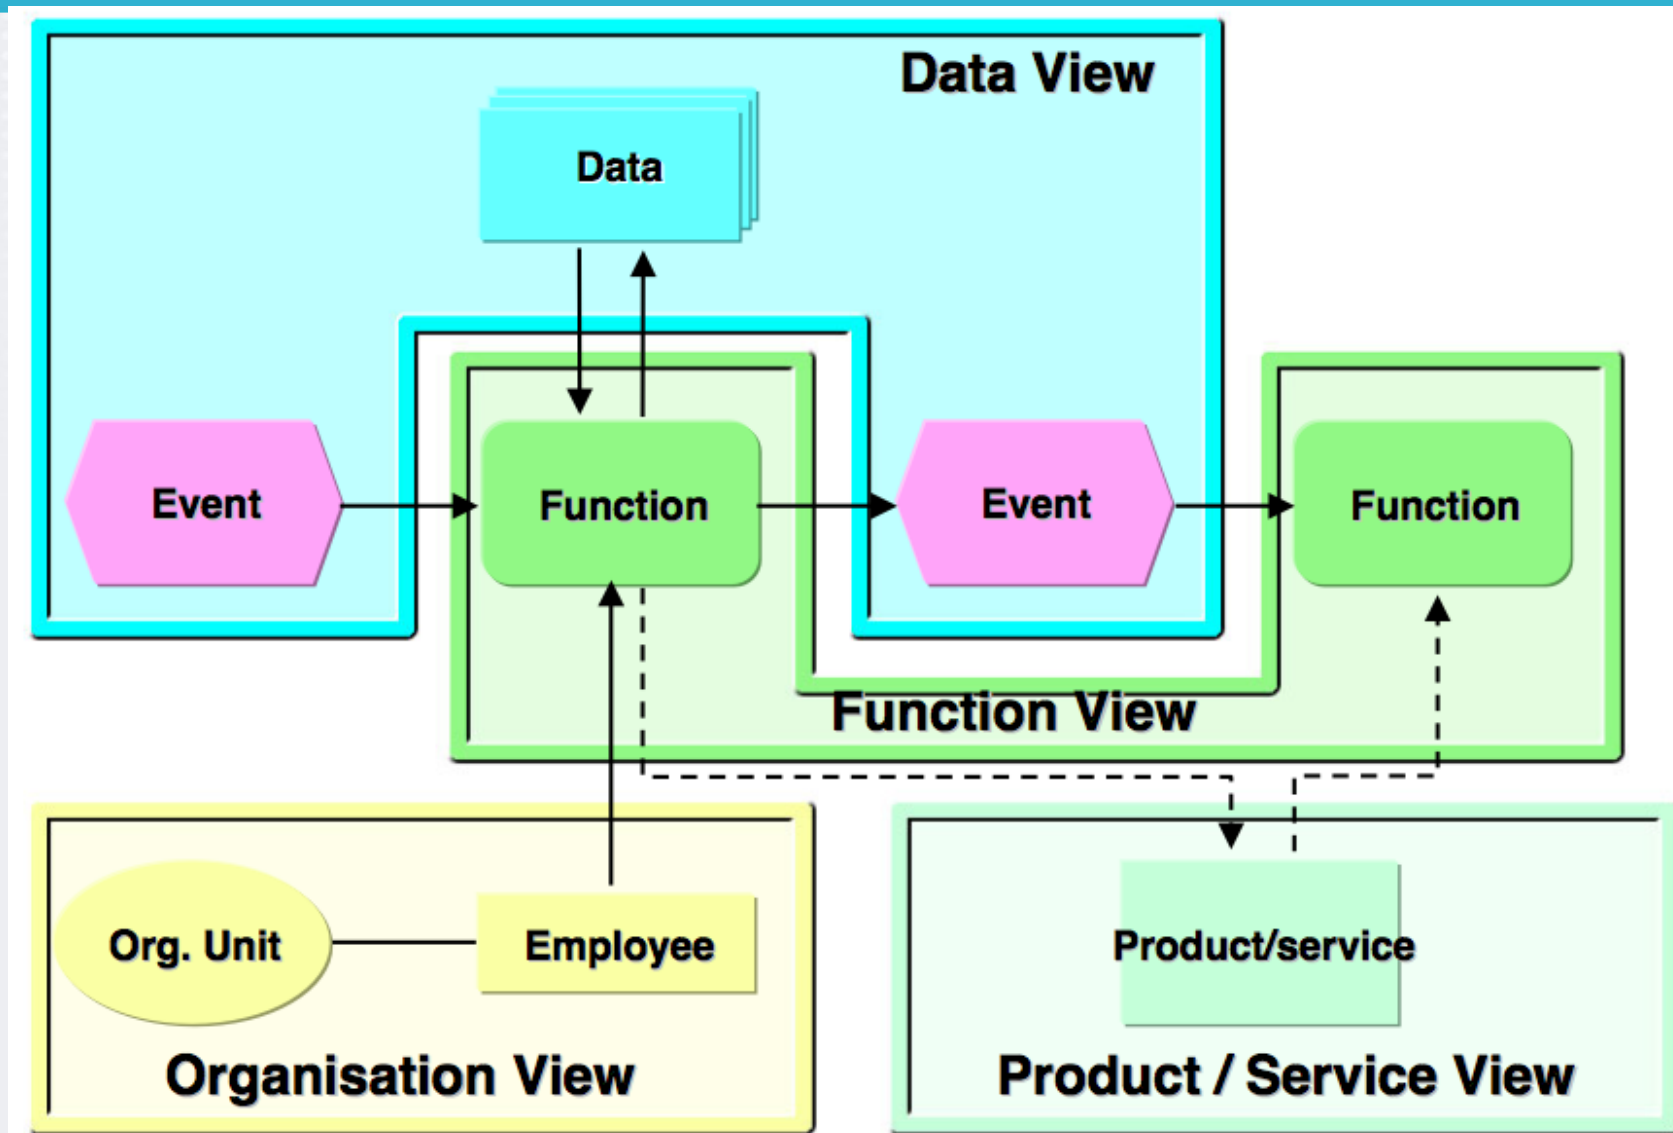 Data View
Data
Event
Function
Event
Function
Function View
Org. Unit
Employee
Product/service
Organisation View
Product / Service View